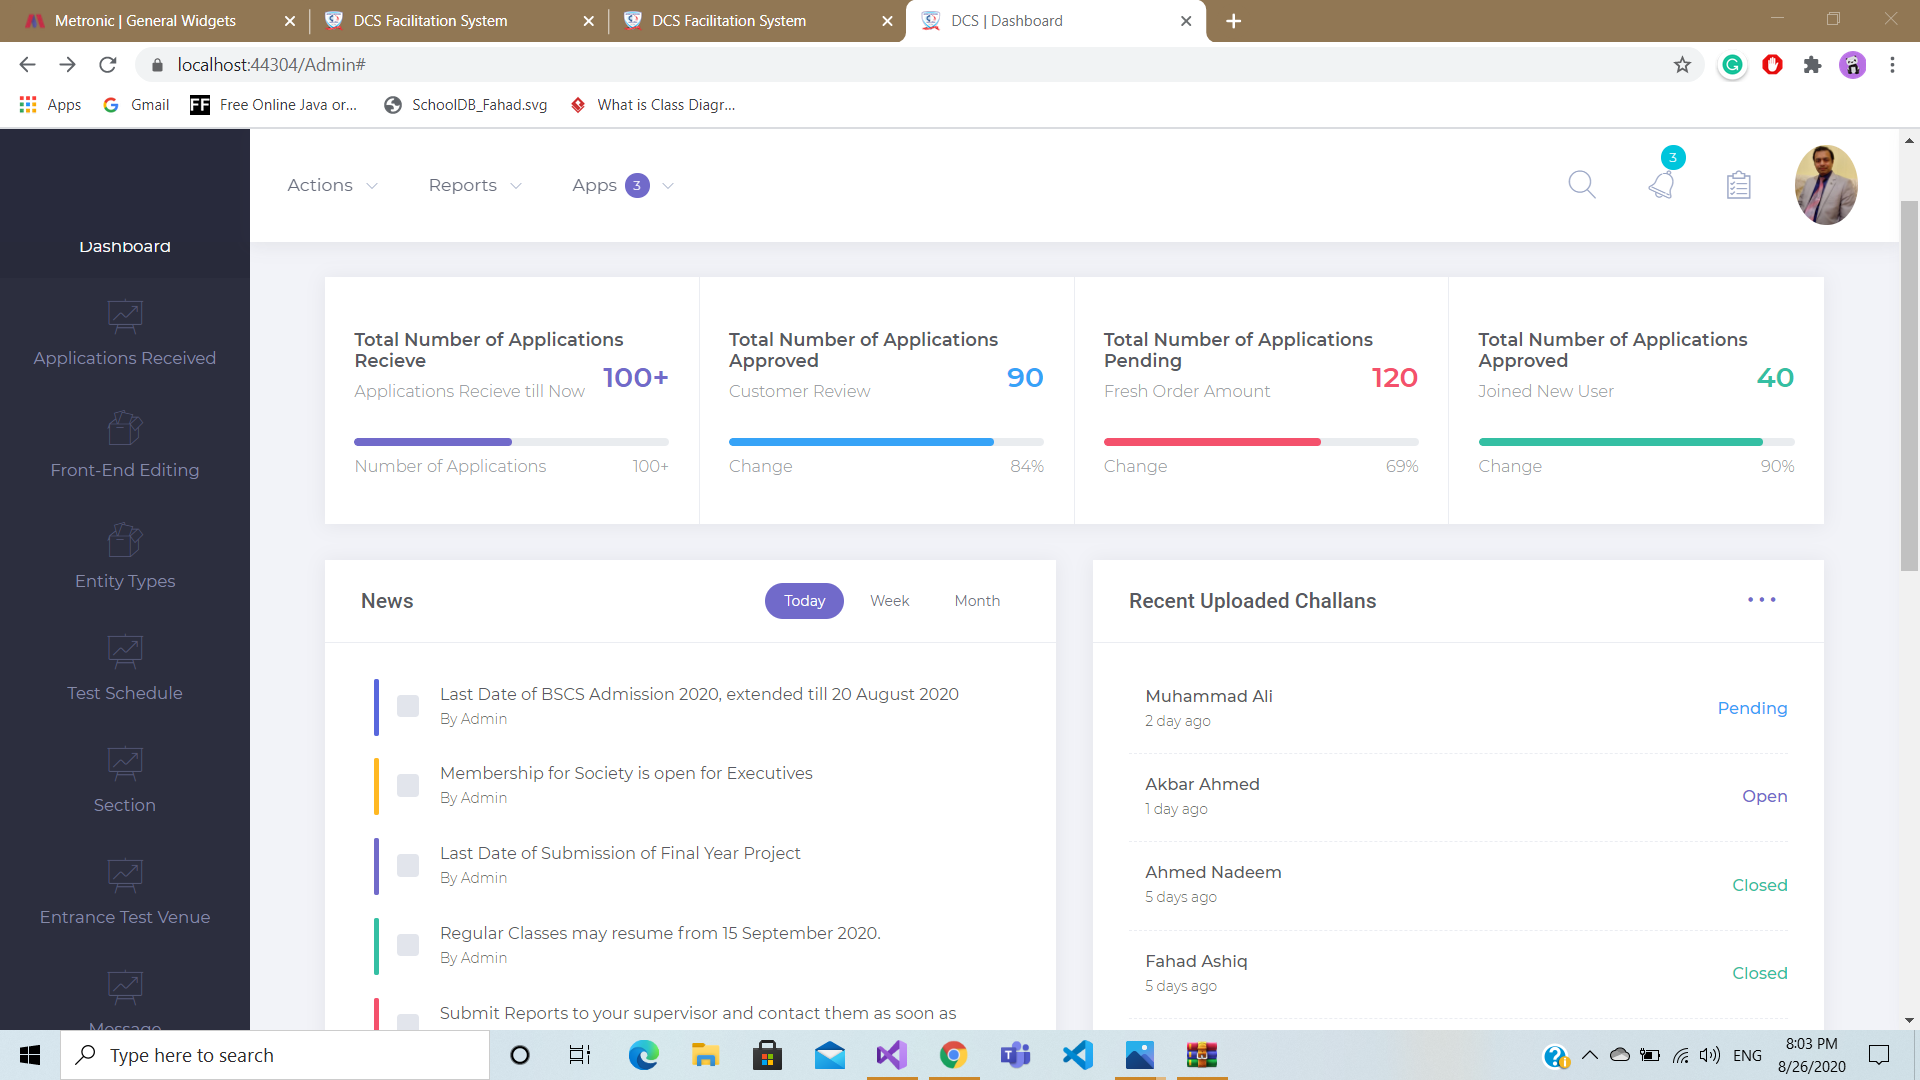 Metronic | General Widgets
DCS Facilitation System
DCS Facilitation System
DCS | Dashboard
localhost:44304/Admin#
Apps
Gmail
FF
Free Online Java or...
SchoolDB_Fahad.svg
What is Class Diagr...
Actions
Reports
Apps 3
3
Dashboard
Applications Received
Front-End Editing
Entity Types
Test Schedule
Section
Entrance Test Venue
Message
Total Number of Applications
Recieve
Applications Recieve till Now
100+
Number of Applications
100+
Total Number of Applications
Approved
Customer Review
90
Change
84%
Total Number of Applications
Pending
Fresh Order Amount
120
Change
69%
Total Number of Applications
Approved
Joined New User
40
Change
90%
News
Today
Week
Month
Last Date of BSCS Admission 2020, extended till 20 August 2020
By Admin
Membership for Society is open for Executives
By Admin
Last Date of Submission of Final Year Project
By Admin
Regular Classes may resume from 15 September 2020.
By Admin
Submit Reports to your supervisor and contact them as soon as
Recent Uploaded Challans
Muhammad Ali
2 day ago
Pending
Akbar Ahmed
1 day ago
Open
Ahmed Nadeem
5 days ago
Closed
Fahad Ashiq
5 days ago
Closed
Type here to search
ENG
8:03 PM
8/26/2020